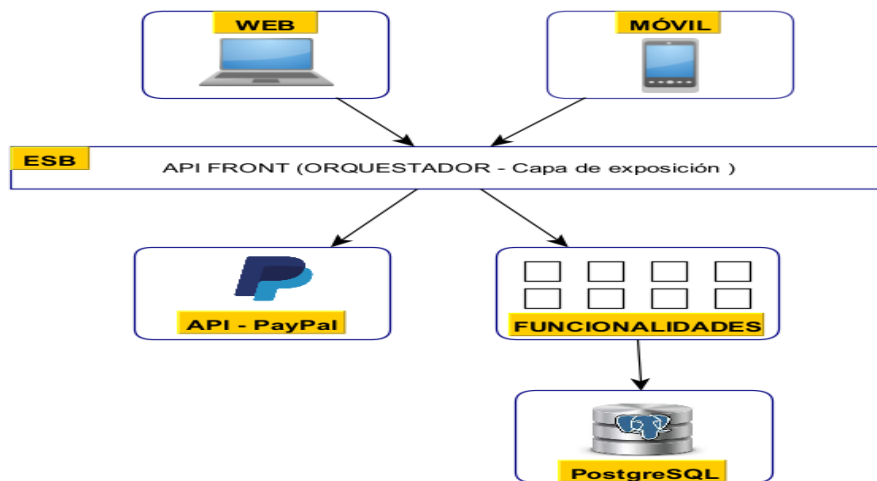 WEB
MÓVIL
ESB
API FRONT (ORQUESTADOR - Capa de exposición )
API - PayPal
FUNCIONALIDADES
PostgreSQL